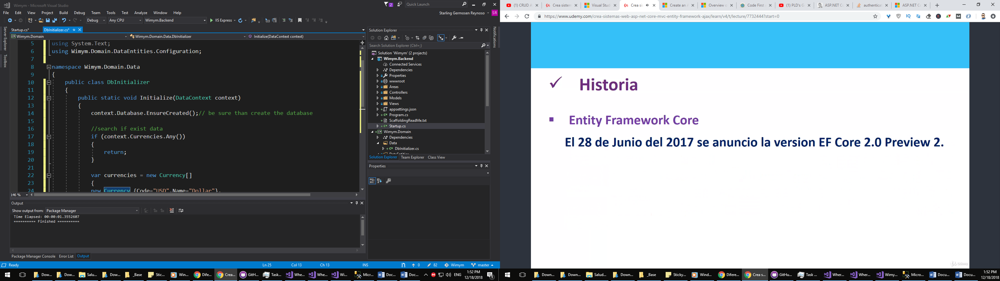 Wimym - Microsoft Visual Studio
2
Quick Launch
File Edit View Project Build Debug Team Tools Test Analyze Window Help
Starling Germosen Reynoso SR
Debug Any CPU Wimym.Backend IIS Express
Server Explorer
Toolbox
Startup.cs* DbInitializer.cs*
Wimym.Domain Wimym.Domain.Data.DbInitializer Initialize(DataContext context)
5 using System.Text;
6 using Wimym.Domain.DataEntities.Configuration;
7
8 namespace Wimym.Domain.Data
9 {
10 public class DbInitializer
11 {
12 public static void Initialize(DataContext context)
13 {
14 context.Database.EnsureCreated();// be sure than create the database
15
16 //search if exist data
17 if (context.Currencies.Any())
18 {
19 return;
20 }
21
22 var currencies = new Currency[]
23 {
24 new Currency {Code="USD",Name="Dollar"},
146 %
Output
Show output from: Package Manager
Time Elapsed: 00:00:01.3552607
========== Finished ==========
Package Manager Console Error List Output
Solution Explorer
Search Solution Explorer (Ctrl+;)
Solution 'Wimym' (2 projects)
Wimym.Backend
Connected Services
Dependencies
Properties
wwwroot
Areas
Controllers
Models
Views
appsettings.json
Program.cs
ScaffoldingReadMe.txt
Startup.cs
Wimym.Domain
Dependencies
Data
DbInitializer.cs
DataEntities
Solution Explorer Team Explorer Class View
Properties
Notifications
Ready Ln 25 Col 13 Ch 13 INS 0 82 Wimym master
Dow... Dow... Salu... Dow... _Base Stic... Win... Dife... Crea... GitH... Task... Whe... Whe... Wi... Micr... Doc... Doc... ENG 1:52 PM
12/18/2018 1
(1) CRUD A Crea sistem Visual Studi Crea sis Create an A Overview o Code First (1) PLD's G ASP.NET Co authenticat ASP.NET Co
https://www.udemy.com/crea-sistemas-web-asp-net-core-mvc-entity-framework-ajax/learn/v4/t/lecture/7732444?start=0
IQ M
Historia
Entity Framework Core
El 28 de Junio del 2017 se anuncio la version EF Core 2.0 Preview 2.
Udemy
Down... Down... Salud... Down... _Base Sticky... Wind... Difere... Crea s... GitHu... Task ... Wher... Wher... Wimy... Micro... Docu... Docu... 1:52 PM
12/18/2018